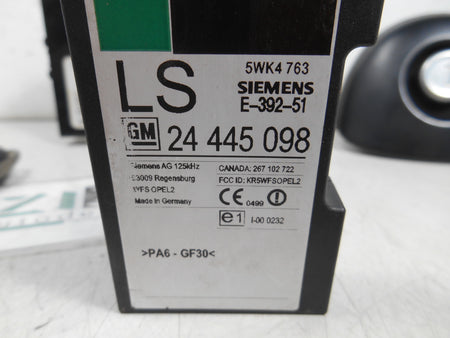 LS
5WK4 763
SIEMENS
E-392-51
GM 24 445 098
Siemens AG 125kHz
93009 Regensburg
WFS OPEL2
Made in Germany
CANADA: 267 102 722
FCC ID: KR5WFSOPEL2
CE 0499
e1 I-00 0232
>PA6 - GF30<